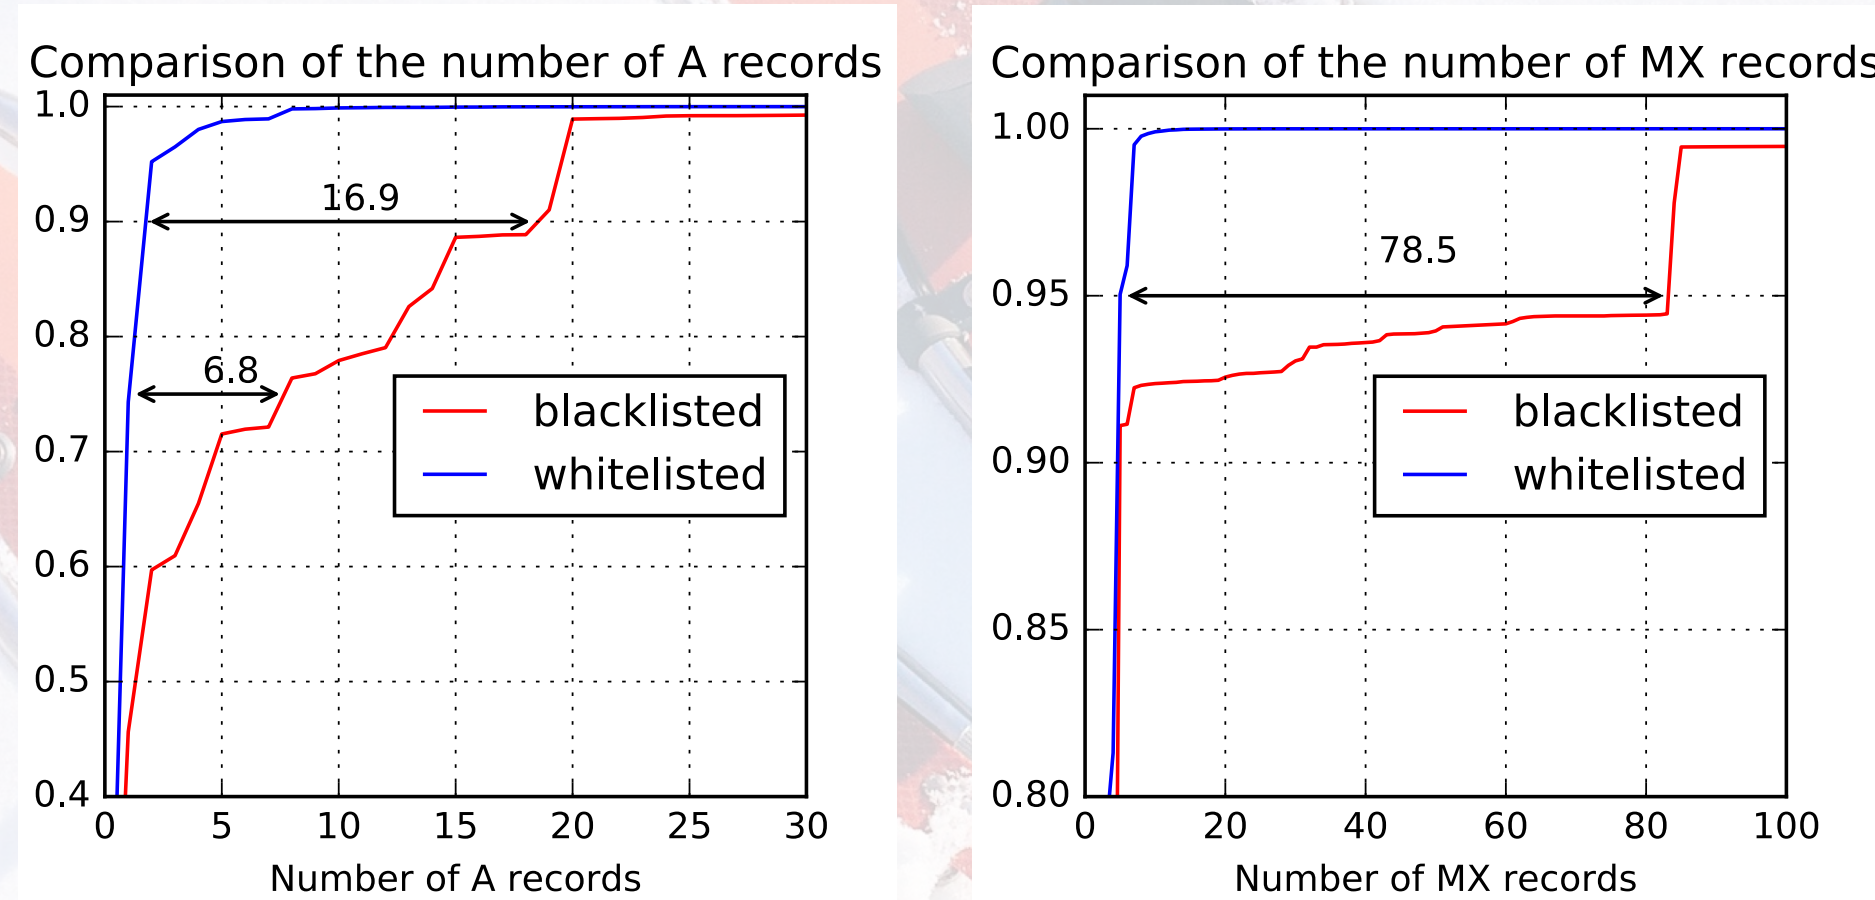 Comparison of the number of A records
1.0
0.9
0.8
0.7
0.6
0.5
0.4
16.9
6.8
blacklisted
whitelisted
0 5 10 15 20 25 30
Number of A records
Comparison of the number of MX records
1.00
0.95
0.90
0.85
0.80
78.5
blacklisted
whitelisted
0 20 40 60 80 100
Number of MX records